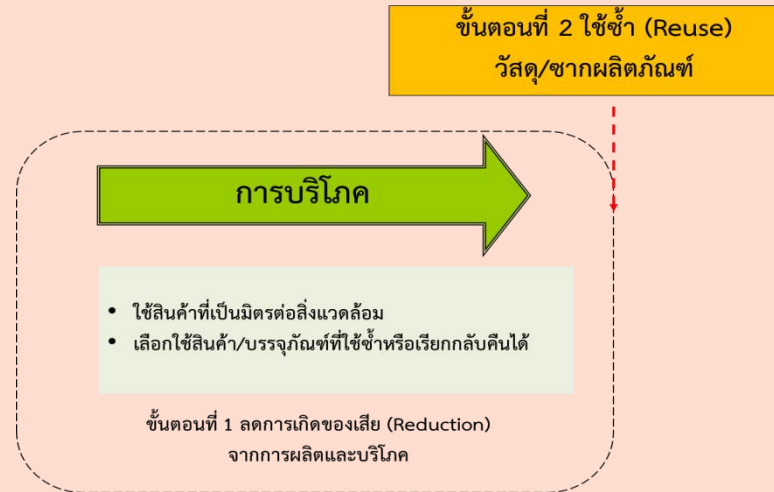 ขั้นตอนที่ 2 ใช้ซ้ำ (Reuse)
วัสดุ/ซากผลิตภัณฑ์
การบริโภค
• ใช้สินค้าที่เป็นมิตรต่อสิ่งแวดล้อม
• เลือกใช้สินค้า/บรรจุภัณฑ์ที่ใช้ซ้ำหรือเรียกกลับคืนได้
ขั้นตอนที่ 1 ลดการเกิดของเสีย (Reduction)
จากการผลิตและบริโภค